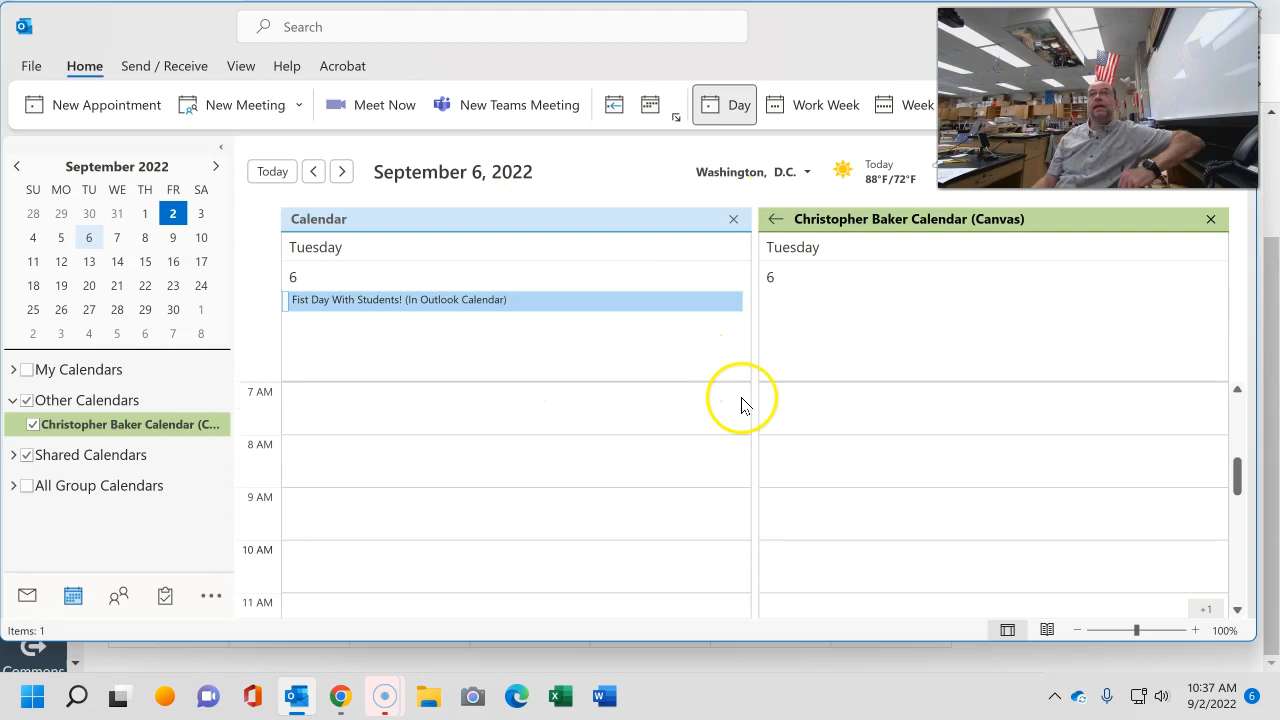 Search
File Home Send / Receive View Help Acrobat
New Appointment New Meeting Meet Now New Teams Meeting Day Work Week Week
September 2022
SU MO TU WE TH FR SA
28 29 30 31 1 2 3
4 5 6 7 8 9 10
11 12 13 14 15 16 17
18 19 20 21 22 23 24
25 26 27 28 29 30 1
2 3 4 5 6 7 8
My Calendars
Other Calendars
Christopher Baker Calendar (C...
Shared Calendars
All Group Calendars
Today September 6, 2022 Washington, D.C. Today
88°F/72°F
Calendar Christopher Baker Calendar (Canvas)
Tuesday Tuesday
6 6
Fist Day With Students! (In Outlook Calendar)
7 AM
8 AM
9 AM
10 AM
11 AM
+1
Items: 1 100%
Commons
10:37 AM
9/2/2022 6